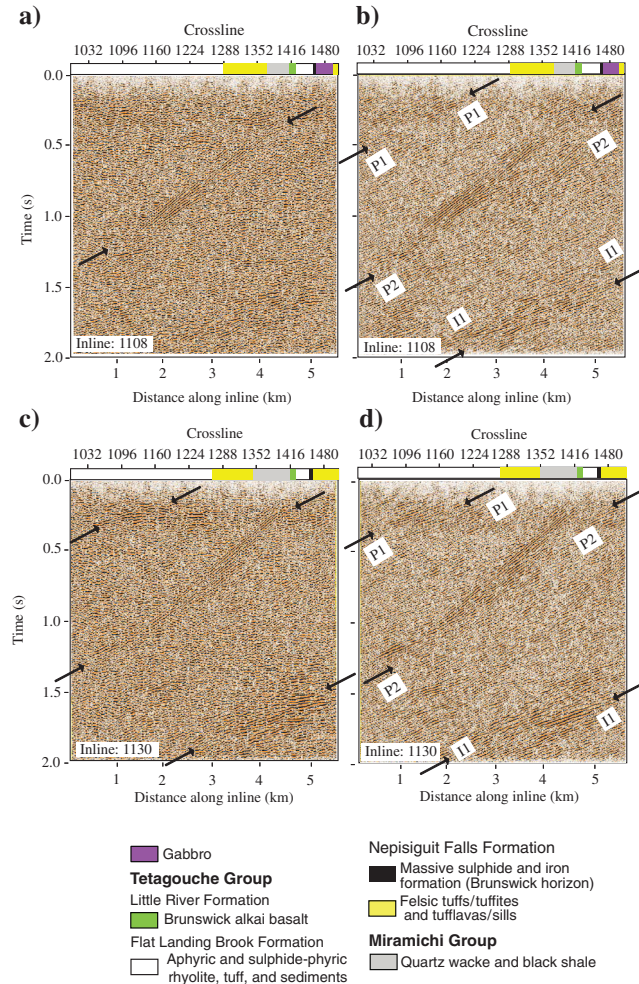 a)
Crossline
1032 1096 1160 1224 1288 1352 1416 1480
0.0
0.5
1.0
1.5
2.0
Time (s)
Inline: 1108
1 2 3 4 5
Distance along inline (km)
b)
Crossline
1032 1096 1160 1224 1288 1352 1416 1480
P1
P1
P2
P2
I1
I1
Inline: 1108
1 2 3 4 5
Distance along inline (km)
c)
Crossline
1032 1096 1160 1224 1288 1352 1416 1480
0.0
0.5
1.0
1.5
2.0
Time (s)
Inline: 1130
1 2 3 4 5
Distance along inline (km)
d)
Crossline
1032 1096 1160 1224 1288 1352 1416 1480
P1
P1
P2
P2
I1
I1
Inline: 1130
1 2 3 4 5
Distance along inline (km)
Gabbro
Tetagouche Group
Little River Formation
Brunswick alkai basalt
Flat Landing Brook Formation
Aphyric and sulphide-phyric
rhyolite, tuff, and sediments
Nepisiguit Falls Formation
Massive sulphide and iron
formation (Brunswick horizon)
Felsic tuffs/tuffites
and tufflavas/sills
Miramichi Group
Quartz wacke and black shale